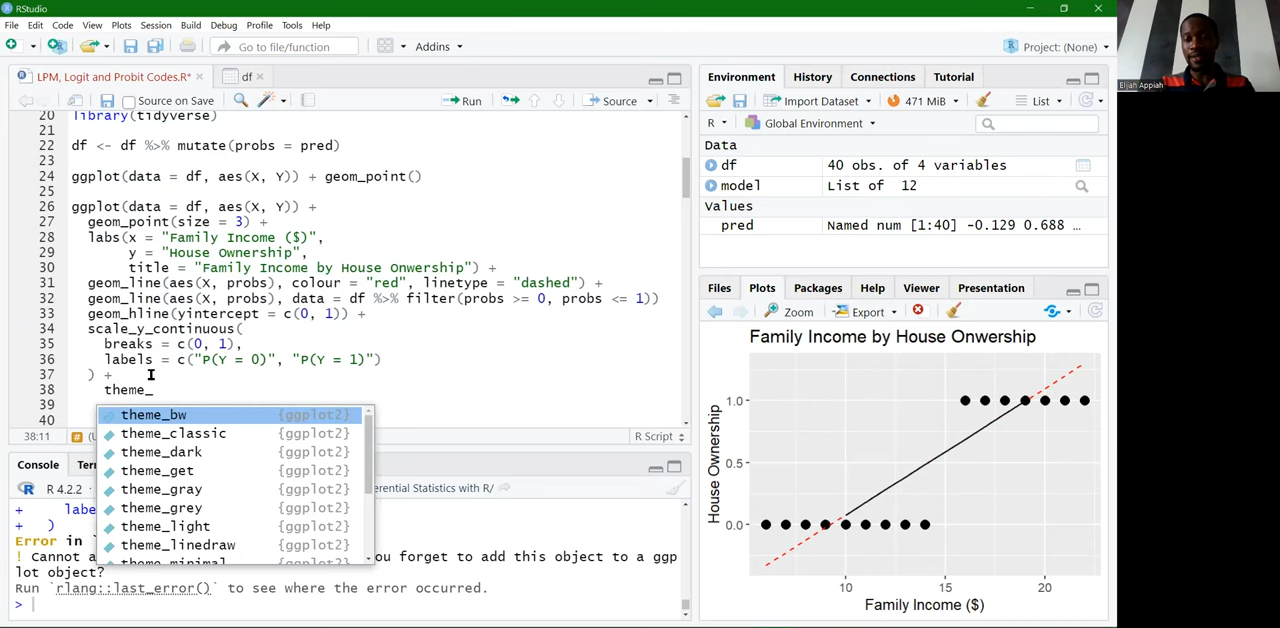 RStudio
File Edit Code View Plots Session Build Debug Profile Tools Help
Go to file/function Addins Project: (None)
LPM, Logit and Probit Codes.R* df
Source on Save Run Source
20 library(tidyverse)
21
22 df <- df %>% mutate(probs = pred)
23
24 ggplot(data = df, aes(X, Y)) + geom_point()
25
26 ggplot(data = df, aes(X, Y)) +
27 geom_point(size = 3) +
28 labs(x = "Family Income ($)",
29 y = "House Ownership",
30 title = "Family Income by House Onwership") +
31 geom_line(aes(X, probs), colour = "red", linetype = "dashed") +
32 geom_line(aes(X, probs), data = df %>% filter(probs >= 0, probs <= 1))
33 geom_hline(yintercept = c(0, 1)) +
34 scale_y_continuous(
35 breaks = c(0, 1),
36 labels = c("P(Y = 0)", "P(Y = 1)")
37 ) +
38 theme_
39
40
theme_bw {ggplot2}
theme_classic {ggplot2}
theme_dark {ggplot2}
theme_get {ggplot2}
theme_gray {ggplot2}
theme_grey {ggplot2}
theme_light {ggplot2}
theme_linedraw {ggplot2}
theme_minimal {ggplot2}
38:11 R Script
Console
R 4.2.2 erential Statistics with R/
+ labe
+ )
Error in `
! Cannot a ou forget to add this object to a ggp
lot object?
Run `rlang::last_error()` to see where the error occurred.
>
Environment History Connections Tutorial
Import Dataset 471 MiB List
R Global Environment
Data
df 40 obs. of 4 variables
model List of 12
Values
pred Named num [1:40] -0.129 0.688 …
Files Plots Packages Help Viewer Presentation
Zoom Export
Family Income by House Onwership
House Ownership
1.0
0.5
0.0
10 15 20
Family Income ($)
Elijah Appiah